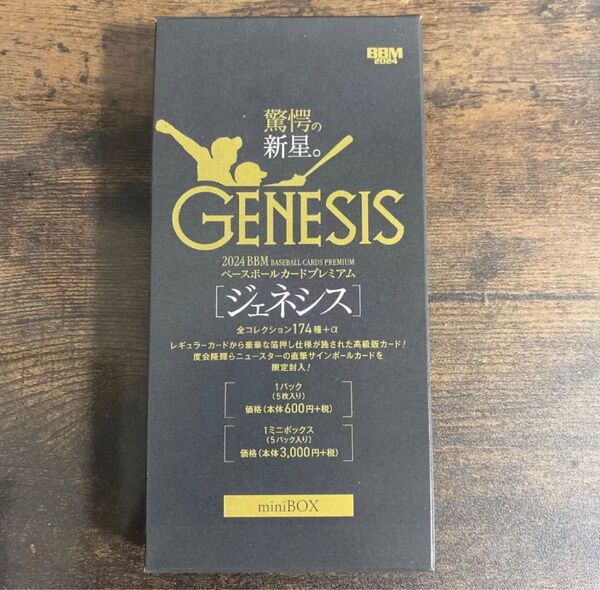 BBM
2024
驚愕の
新星。
GENESIS
2024 BBM BASEBALL CARDS PREMIUM
ベースボールカードプレミアム
[ジェネシス]
全コレクション174種+α
レギュラーカードから豪華な箔押し仕様が施された高級版カード!
度会隆輝らニュースターの直筆サインボールカードを
限定封入!
1パック
(5枚入り)
価格(本体600円+税)
1ミニボックス
(5パック入り)
価格(本体3,000円+税)
miniBOX